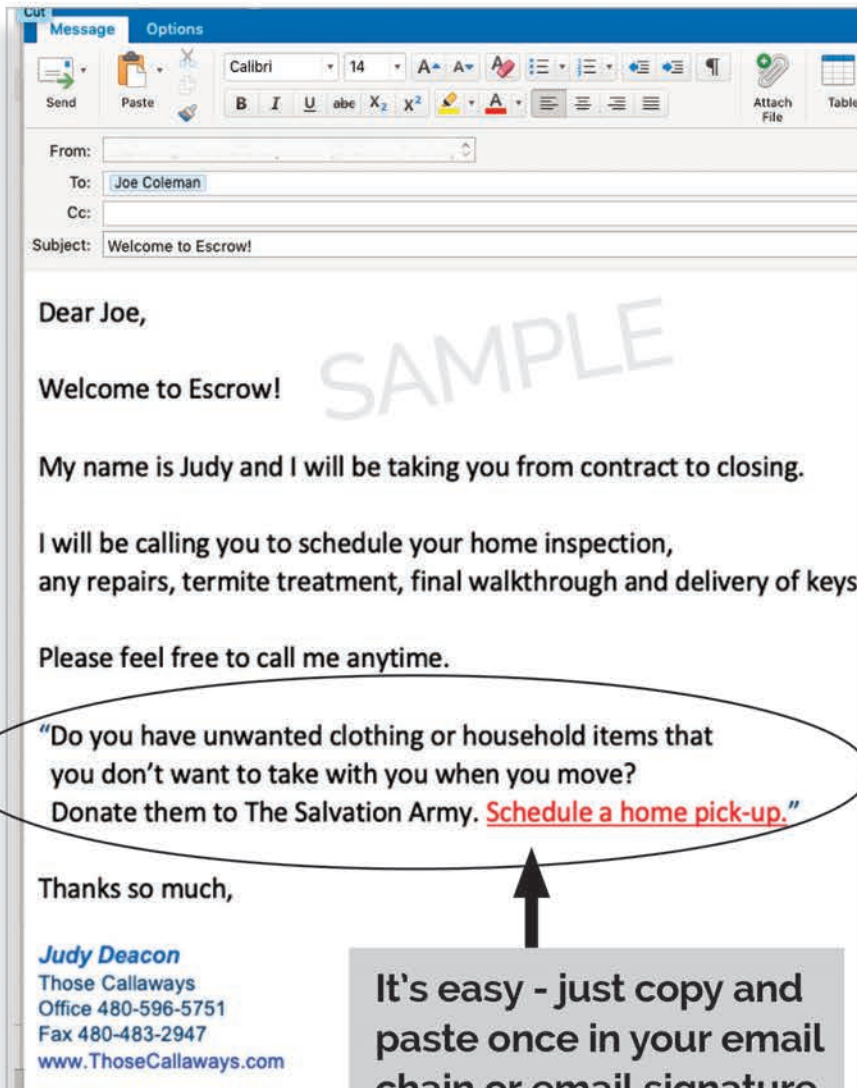 Cut
Message Options
Calibri 14 A A A ¶
Send Paste B I U abe X₂ X² A Attach File Table
From:
To: Joe Coleman
Cc:
Subject: Welcome to Escrow!
SAMPLE
Dear Joe,
Welcome to Escrow!
My name is Judy and I will be taking you from contract to closing.
I will be calling you to schedule your home inspection,
any repairs, termite treatment, final walkthrough and delivery of keys
Please feel free to call me anytime.
“Do you have unwanted clothing or household items that
you don’t want to take with you when you move?
Donate them to The Salvation Army. Schedule a home pick-up.”
Thanks so much,
Judy Deacon
Those Callaways
Office 480-596-5751
Fax 480-483-2947
www.ThoseCallaways.com
It’s easy - just copy and
paste once in your email
chain or email signature